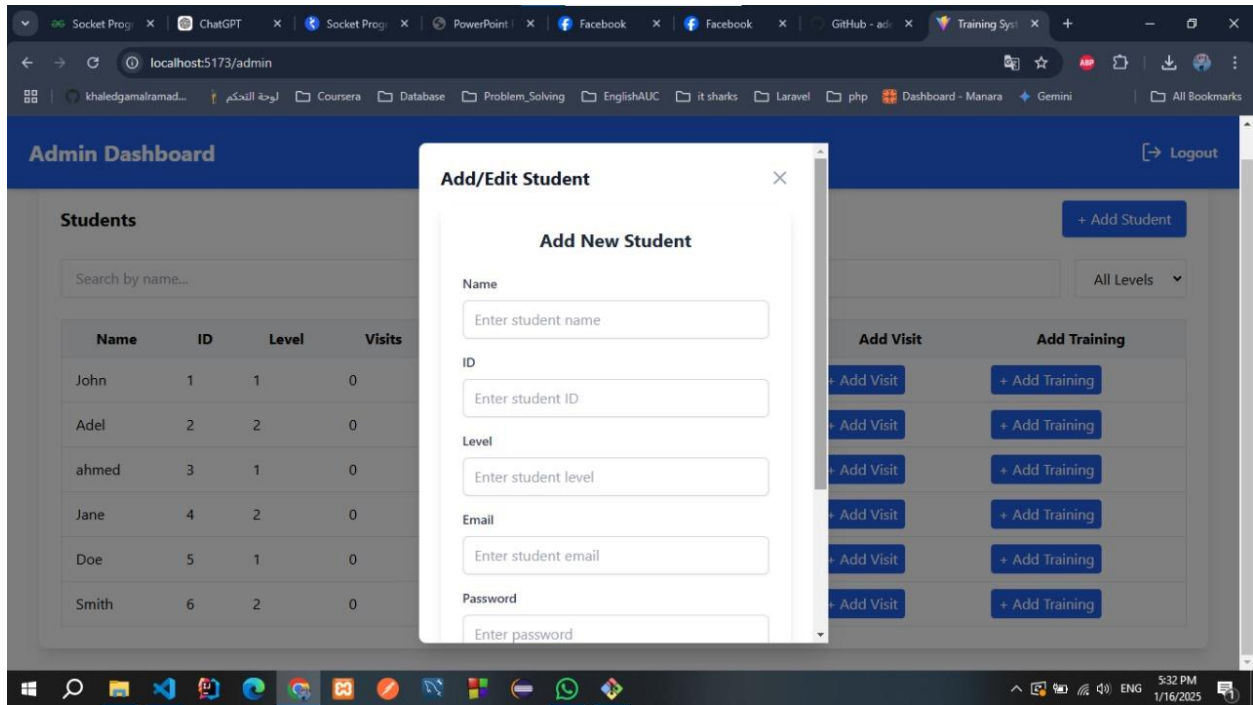 Socket Prog
ChatGPT
Socket Prog
PowerPoint
Facebook
Facebook
GitHub - ade
Training Syst
localhost:5173/admin
khaledgamalramad...
لوحة التحكم
Coursera
Database
Problem_Solving
EnglishAUC
it sharks
Laravel
php
Dashboard - Manara
Gemini
All Bookmarks
Admin Dashboard
Logout
Add/Edit Student
Students
+ Add Student
Add New Student
Search by name...
All Levels
Name
Enter student name
Name ID Level Visits Add Visit Add Training
ID
John 1 1 0 + Add Visit + Add Training
Enter student ID
Adel 2 2 0 + Add Visit + Add Training
Level
ahmed 3 1 0 + Add Visit + Add Training
Enter student level
Jane 4 2 0 + Add Visit + Add Training
Email
Enter student email
Doe 5 1 0 + Add Visit + Add Training
Password
Smith 6 2 0 + Add Visit + Add Training
Enter password
ENG
5:32 PM
1/16/2025